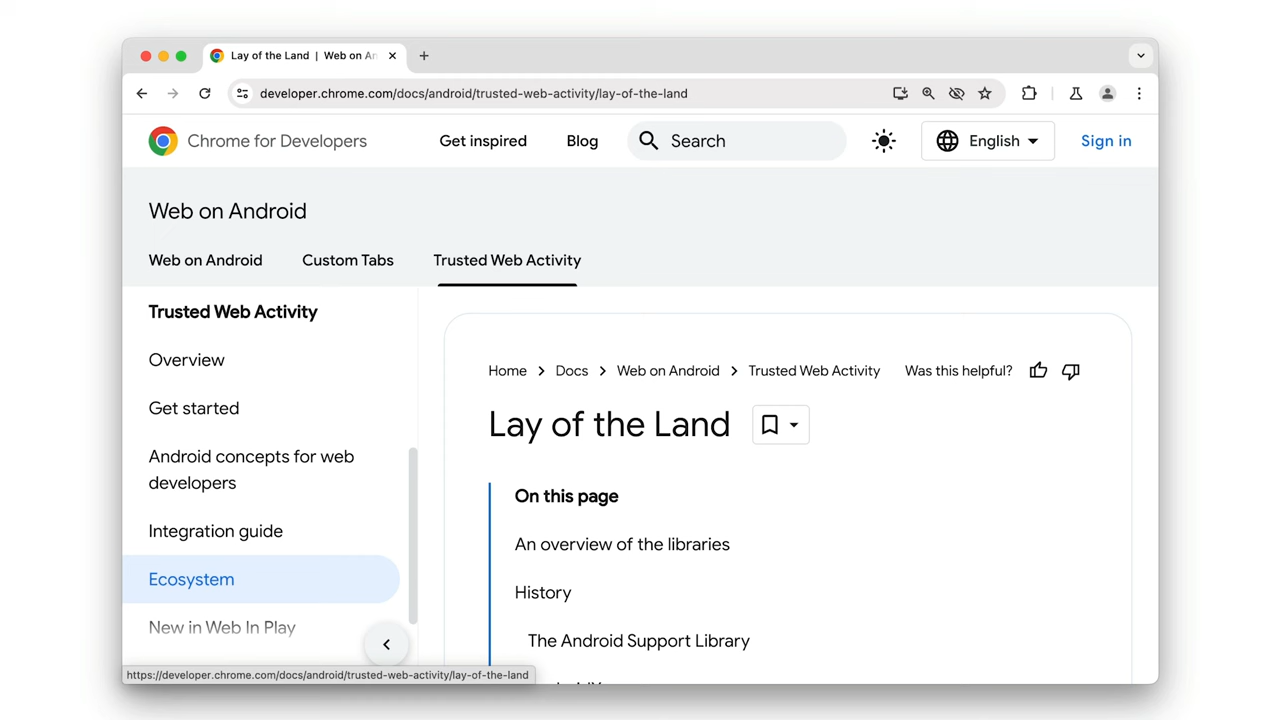 Lay of the Land | Web on An
developer.chrome.com/docs/android/trusted-web-activity/lay-of-the-land
Chrome for Developers
Get inspired
Blog
Search
English
Sign in
Web on Android
Web on Android
Custom Tabs
Trusted Web Activity
Trusted Web Activity
Overview
Get started
Android concepts for web
developers
Integration guide
Ecosystem
New in Web In Play
Home > Docs > Web on Android > Trusted Web Activity
Was this helpful?
Lay of the Land
On this page
An overview of the libraries
History
The Android Support Library
https://developer.chrome.com/docs/android/trusted-web-activity/lay-of-the-land